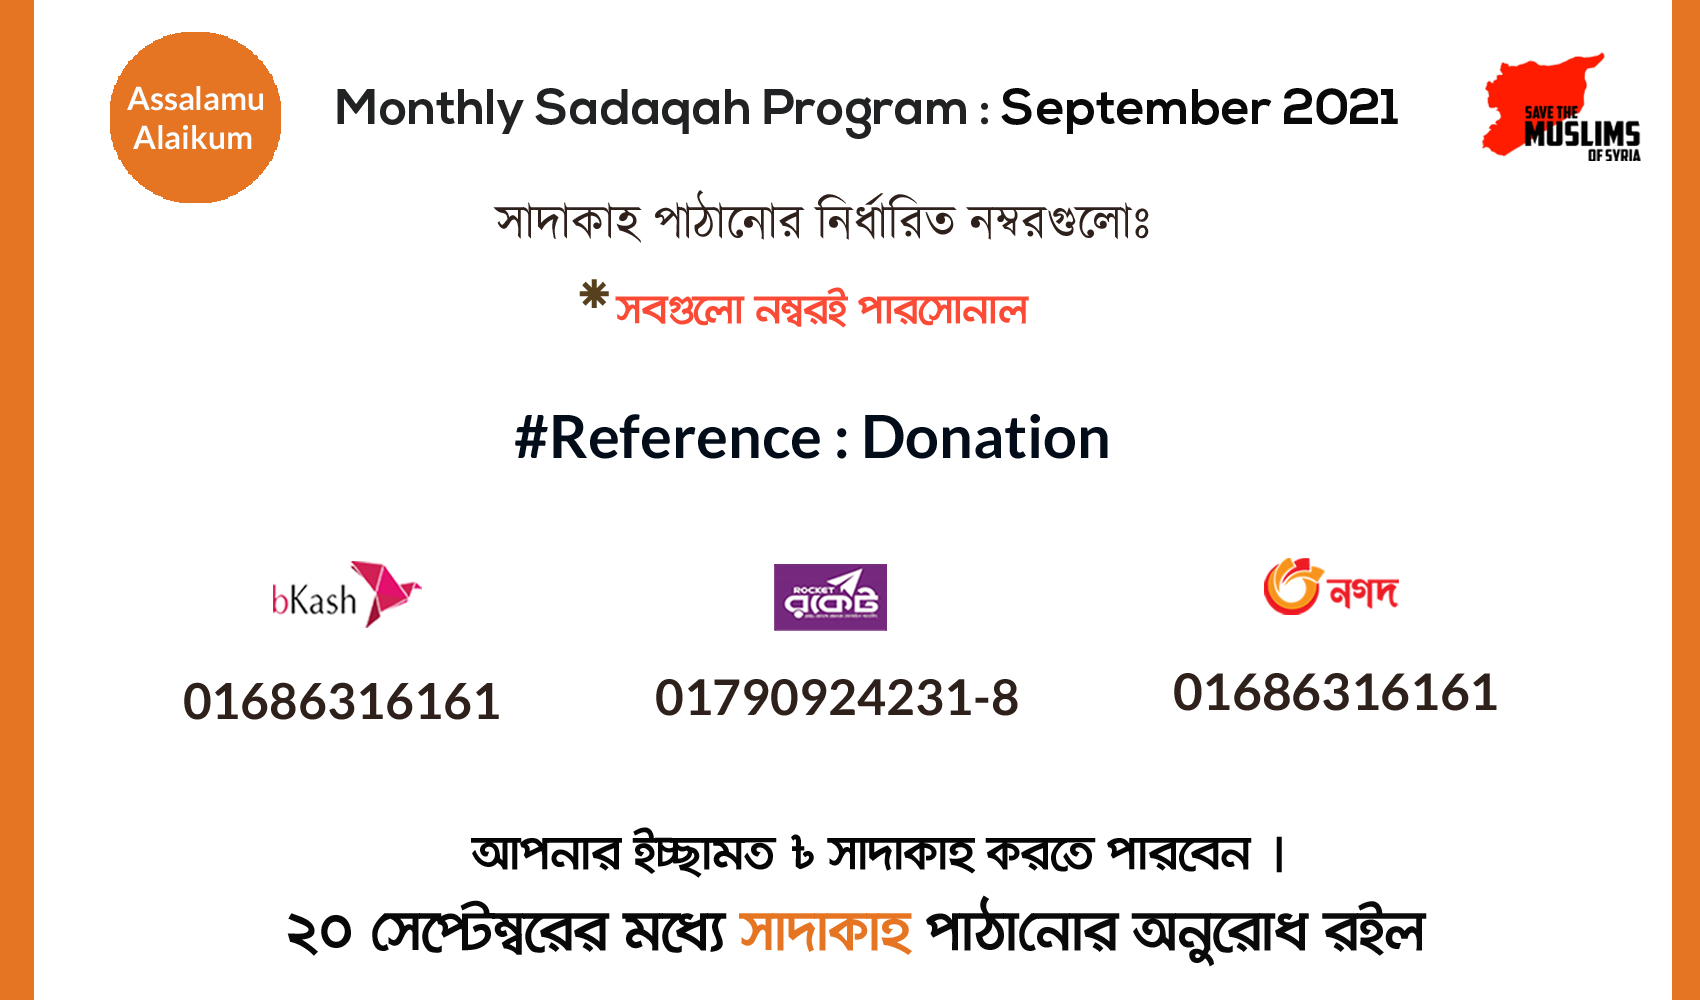 Assalamu
Alaikum
Monthly Sadaqah Program : September 2021
SAVE THE
MUSLIMS
OF SYRIA
সাদাকাহ পাঠানোর নির্ধারিত নম্বরগুলোঃ
* সবগুলো নম্বরই পারসোনাল
#Reference : Donation
bKash
ROCKET
রকেট
নগদ
01686316161
01790924231-8
01686316161
আপনার ইচ্ছামত ৳ সাদাকাহ করতে পারবেন ।
২০ সেপ্টেম্বরের মধ্যে সাদাকাহ পাঠানোর অনুরোধ রইল